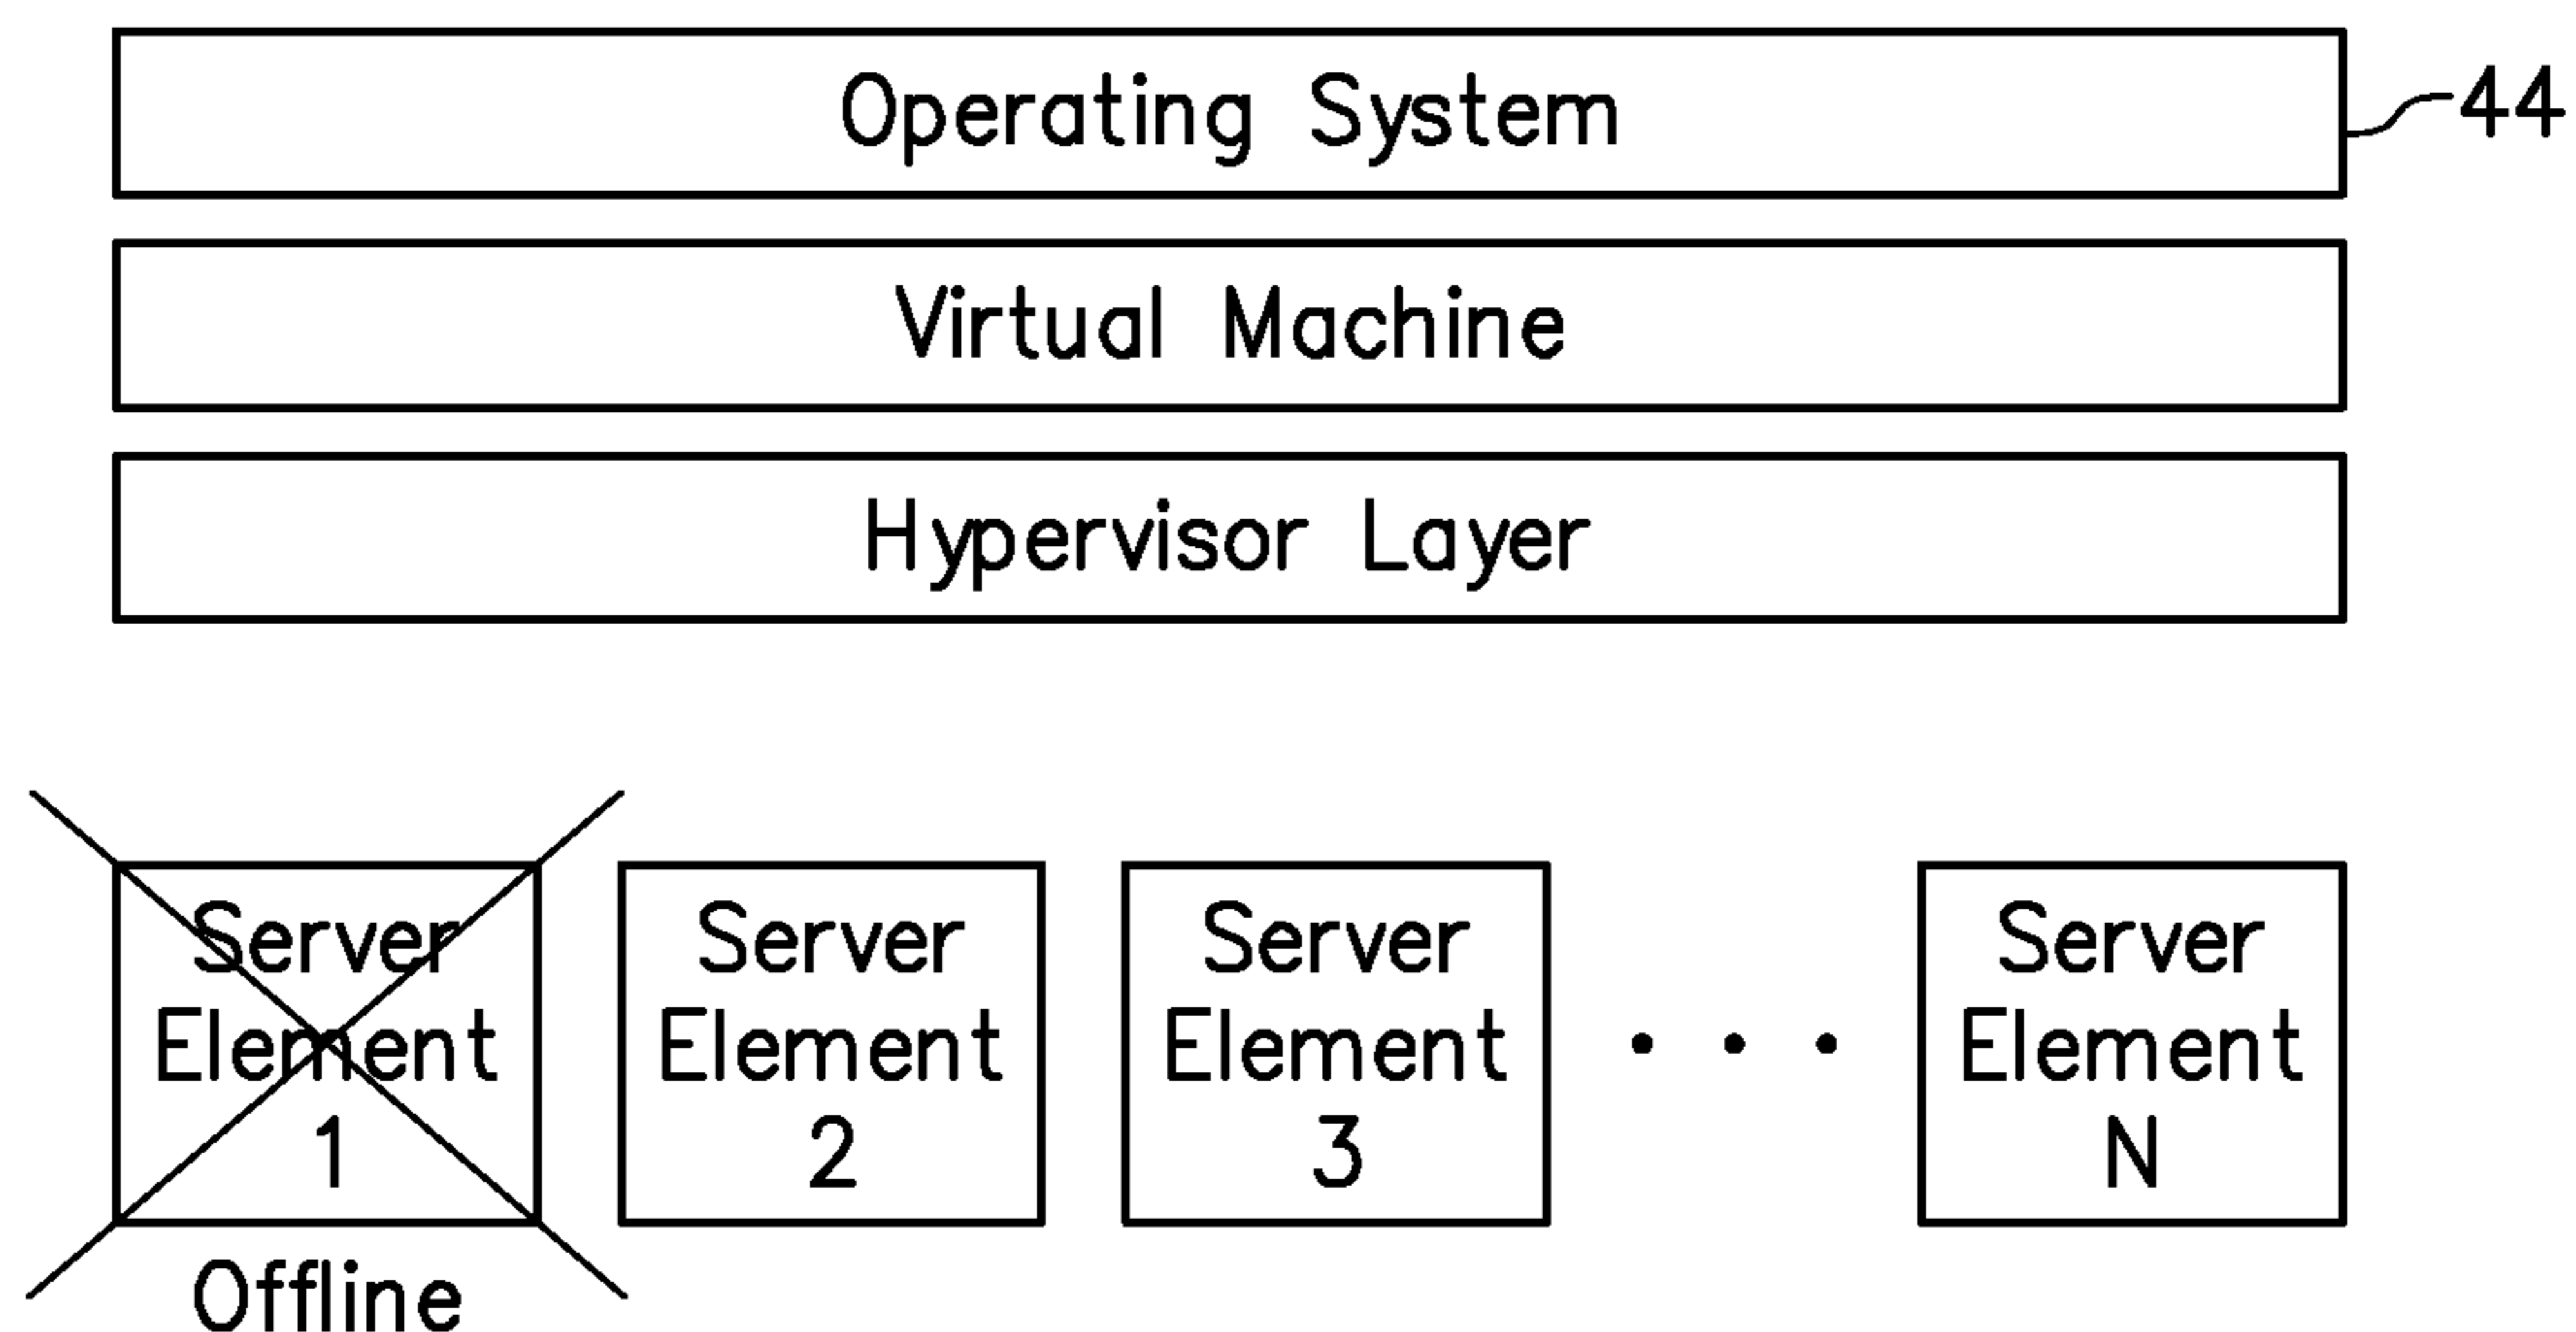 Operating System
44
Virtual Machine
Hypervisor Layer
Server
Element
1
Server
Element
2
Server
Element
3
. . .
Server
Element
N
Offline